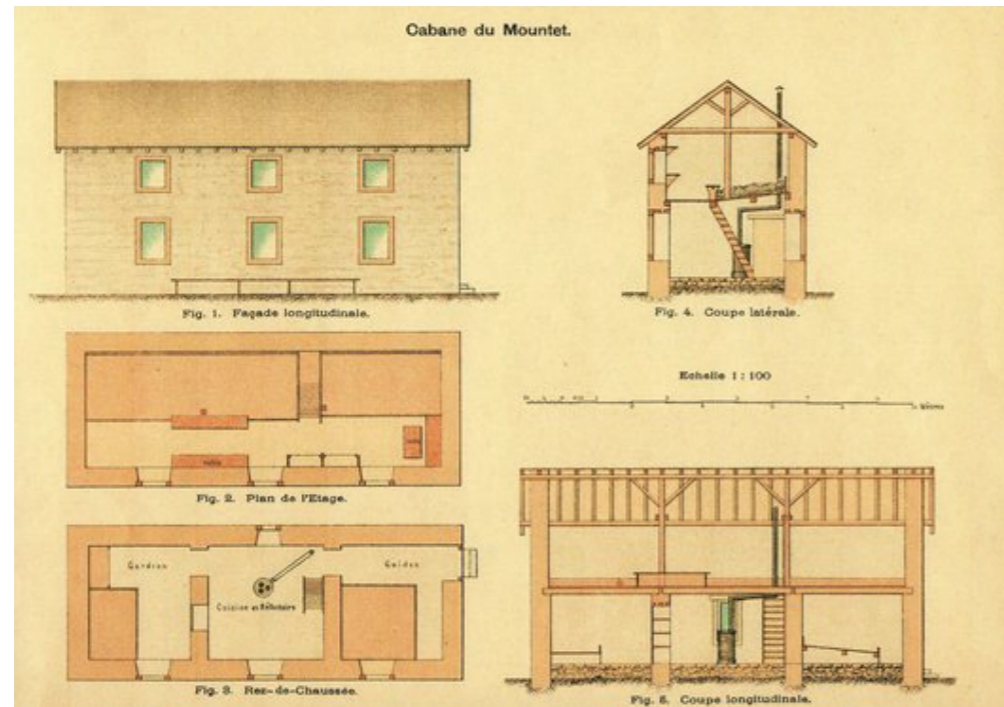 Cabane du Mountet.
Fig. 1. Façade longitudinale.
Fig. 4. Coupe latérale.
Echelle 1 : 100
Fig. 2. Plan de l'Etage.
Gardien
Guides
Cuisine et Réfectoire
Fig. 3. Rez-de-Chaussée.
Fig. 5. Coupe longitudinale.